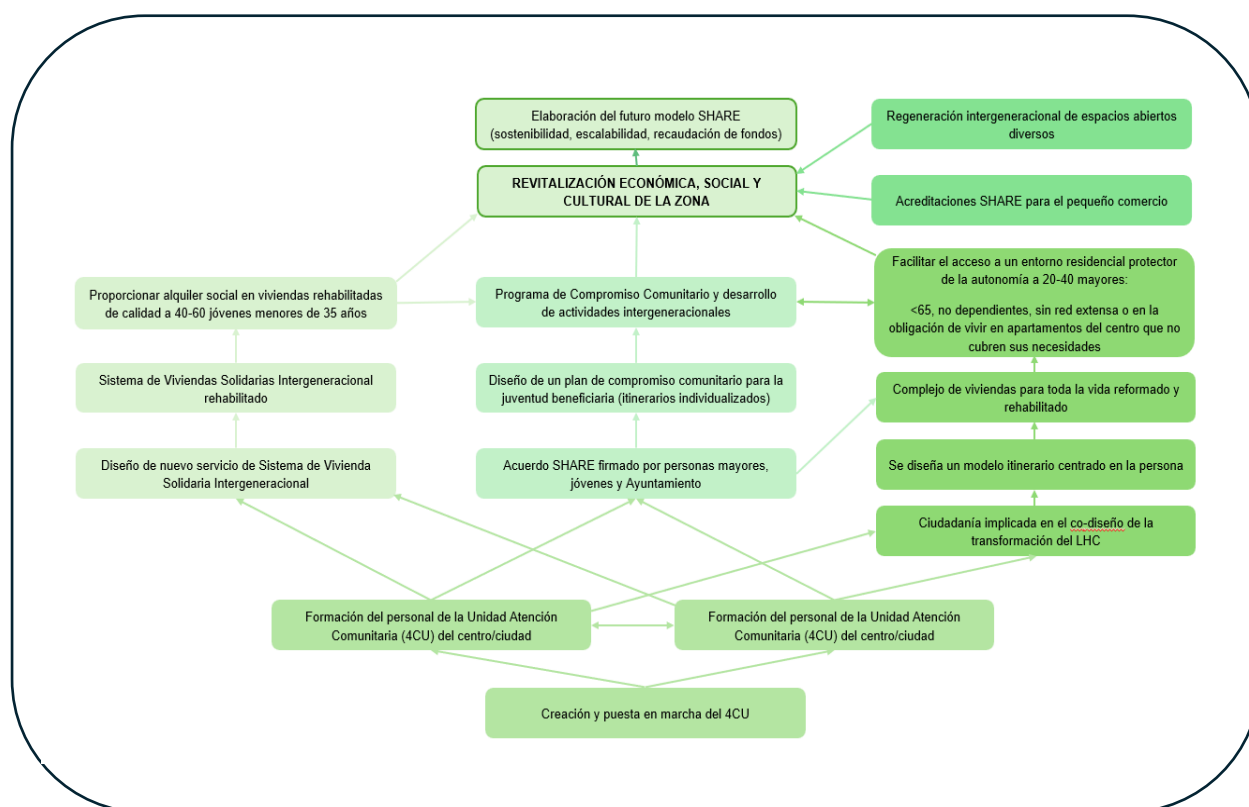 Elaboración del futuro modelo SHARE
(sostenibilidad, escalabilidad, recaudación de fondos)
Regeneración intergeneracional de espacios abiertos
diversos
REVITALIZACIÓN ECONÓMICA, SOCIAL Y
CULTURAL DE LA ZONA
Acreditaciones SHARE para el pequeño comercio
Proporcionar alquiler social en viviendas rehabilitadas
de calidad a 40-60 jóvenes menores de 35 años
Programa de Compromiso Comunitario y desarrollo
de actividades intergeneracionales
Facilitar el acceso a un entorno residencial protector
de la autonomía a 20-40 mayores:
<65, no dependientes, sin red extensa o en la
obligación de vivir en apartamentos del centro que no
cubren sus necesidades
Sistema de Viviendas Solidarias Intergeneracional
rehabilitado
Diseño de un plan de compromiso comunitario para la
juventud beneficiaria (itinerarios individualizados)
Complejo de viviendas para toda la vida reformado y
rehabilitado
Diseño de nuevo servicio de Sistema de Vivienda
Solidaria Intergeneracional
Acuerdo SHARE firmado por personas mayores,
jóvenes y Ayuntamiento
Se diseña un modelo itinerario centrado en la persona
Ciudadanía implicada en el co-diseño de la
transformación del LHC
Formación del personal de la Unidad Atención
Comunitaria (4CU) del centro/ciudad
Formación del personal de la Unidad Atención
Comunitaria (4CU) del centro/ciudad
Creación y puesta en marcha del 4CU